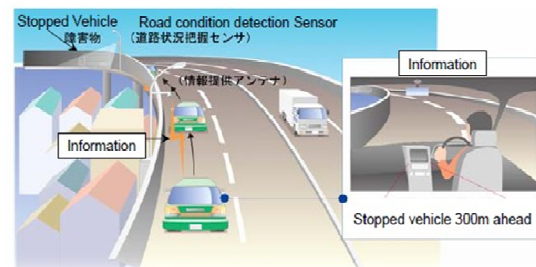 Stopped Vehicle
障害物
Road condition detection Sensor
(道路状況把握センサ)
(情報提供アンテナ)
Information
Information
Stopped vehicle 300m ahead